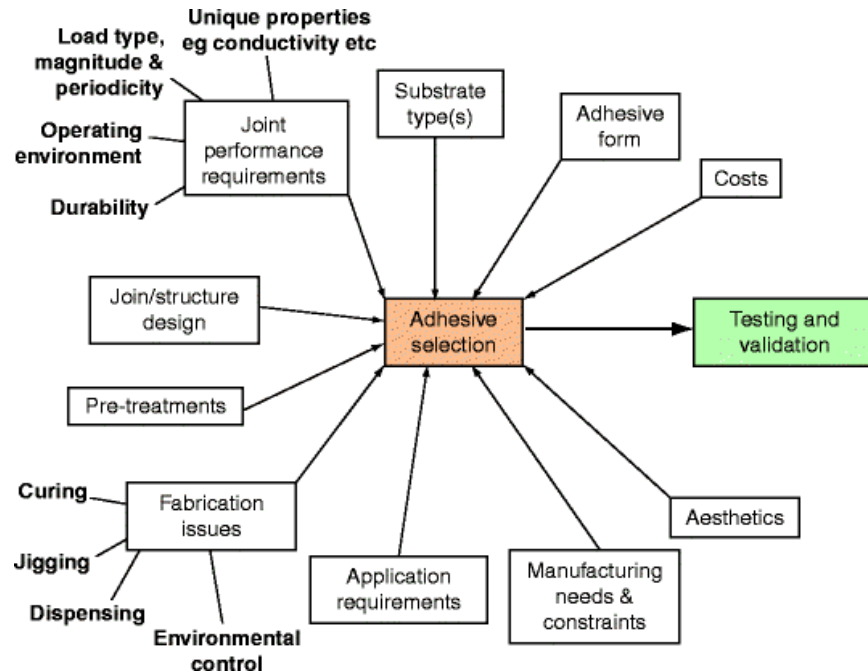 Unique properties
eg conductivity etc
Load type,
magnitude &
periodicity
Operating
environment
Durability
Joint
performance
requirements
Substrate
type(s)
Adhesive
form
Costs
Join/structure
design
Adhesive
selection
Testing and
validation
Pre-treatments
Curing
Jigging
Dispensing
Environmental
control
Fabrication
issues
Application
requirements
Manufacturing
needs &
constraints
Aesthetics